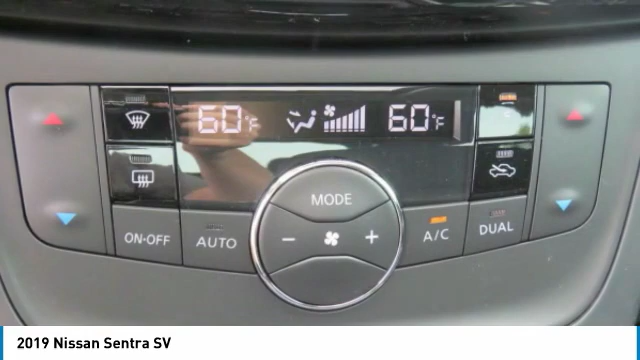 60°F 60°F
MODE
ON-OFF AUTO − + A/C DUAL
2019 Nissan Sentra SV